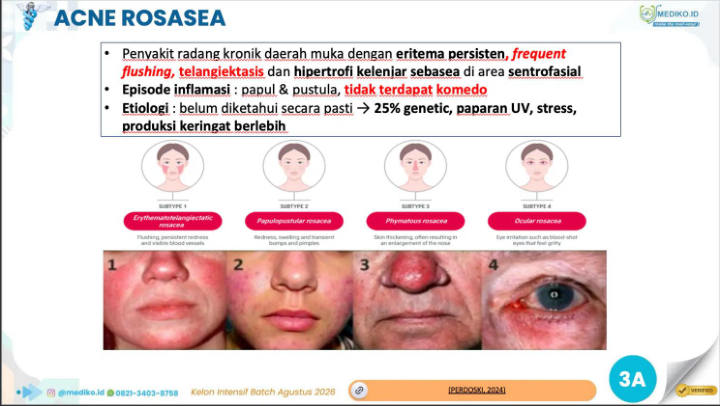 ACNE ROSASEA
MEDIKO.ID
• Penyakit radang kronik daerah muka dengan eritema persisten, frequent
flushing, telangiektasis dan hipertrofi kelenjar sebasea di area sentrofasial
• Episode inflamasi : papul & pustula, tidak terdapat komedo
• Etiologi : belum diketahui secara pasti → 25% genetic, paparan UV, stress,
produksi keringat berlebih
SUBTYPE 1
SUBTYPE 2
SUBTYPE 3
SUBTYPE 4
Erythematotelangiectatic
rosacea
Papulopustular rosacea
Phymatous rosacea
Ocular rosacea
Flushing, persistent redness
and visible blood vessels
Redness, swelling and transient
bumps and pimples
Skin thickening, often resulting in
an enlargement of the nose
Eye irritation such as blood-shot
eyes that feel gritty
1
2
3
4
@mediko.id
0821-3403-8758
Kelon Intensif Batch Agustus 2026
(PERDOSKI, 2024)
3A
VERIFIED